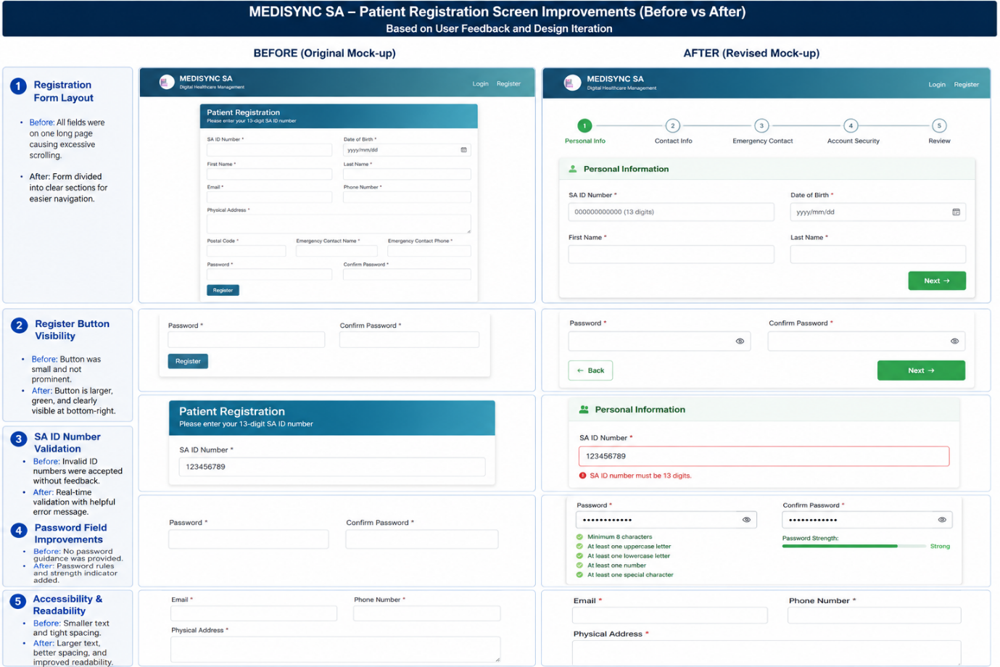 MEDISYNC SA – Patient Registration Screen Improvements (Before vs After)
Based on User Feedback and Design Iteration
BEFORE (Original Mock-up)
AFTER (Revised Mock-up)
1
Registration
Form Layout
• Before: All fields were
on one long page
causing excessive
scrolling.
• After: Form divided
into clear sections for
easier navigation.
MEDISYNC SA
Digital Healthcare Management
Login Register
Patient Registration
Please enter your 13-digit SA ID number
SA ID Number *
Date of Birth *
yyyy/mm/dd
First Name *
Last Name *
Email *
Phone Number *
Physical Address *
Postal Code *
Emergency Contact Name *
Emergency Contact Phone *
Password *
Confirm Password *
Register
MEDISYNC SA
Digital Healthcare Management
Login Register
1 2 3 4 5
Personal Info
Contact Info
Emergency Contact
Account Security
Review
Personal Information
SA ID Number *
000000000000 (13 digits)
Date of Birth *
yyyy/mm/dd
First Name *
Last Name *
Next →
2
Register Button
Visibility
• Before: Button was
small and not
prominent.
• After: Button is larger,
green, and clearly
visible at bottom-right.
Password *
Confirm Password *
Register
Password *
Confirm Password *
← Back
Next →
3
SA ID Number
Validation
• Before: Invalid ID
numbers were accepted
without feedback.
• After: Real-time
validation with helpful
error message.
Patient Registration
Please enter your 13-digit SA ID number
SA ID Number *
123456789
Personal Information
SA ID Number *
123456789
SA ID number must be 13 digits.
4
Password Field
Improvements
• Before: No password
guidance was provided.
• After: Password rules
and strength indicator
added.
Password *
Confirm Password *
Password *
Confirm Password *
Minimum 8 characters
At least one uppercase letter
At least one lowercase letter
At least one number
At least one special character
Password Strength:
Strong
5
Accessibility &
Readability
• Before: Smaller text
and tight spacing.
• After: Larger text,
better spacing, and
improved readability.
Email *
Phone Number *
Physical Address *
Email *
Phone Number *
Physical Address *